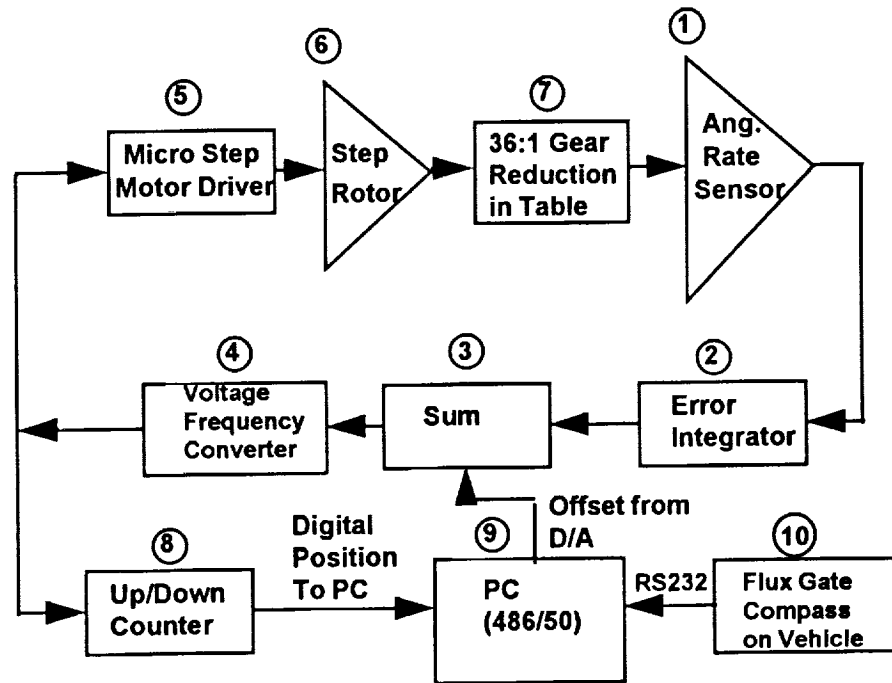 6
1
5
7
Micro Step
Motor Driver
Step
Rotor
36:1 Gear
Reduction
in Table
Ang.
Rate
Sensor
4
3
2
Voltage
Frequency
Converter
Sum
Error
Integrator
8
Digital
Position
To PC
9
Offset from
D/A
10
Up/Down
Counter
PC
(486/50)
RS232
Flux Gate
Compass
on Vehicle